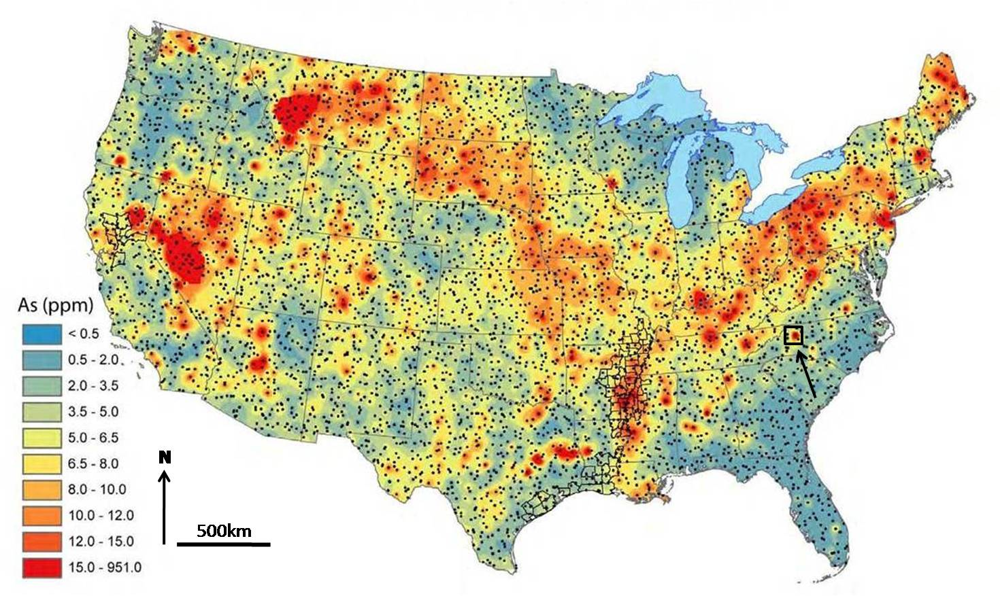 As (ppm)
< 0.5
0.5 - 2.0
2.0 - 3.5
3.5 - 5.0
5.0 - 6.5
6.5 - 8.0
8.0 - 10.0
10.0 - 12.0
12.0 - 15.0
15.0 - 951.0
N
500km